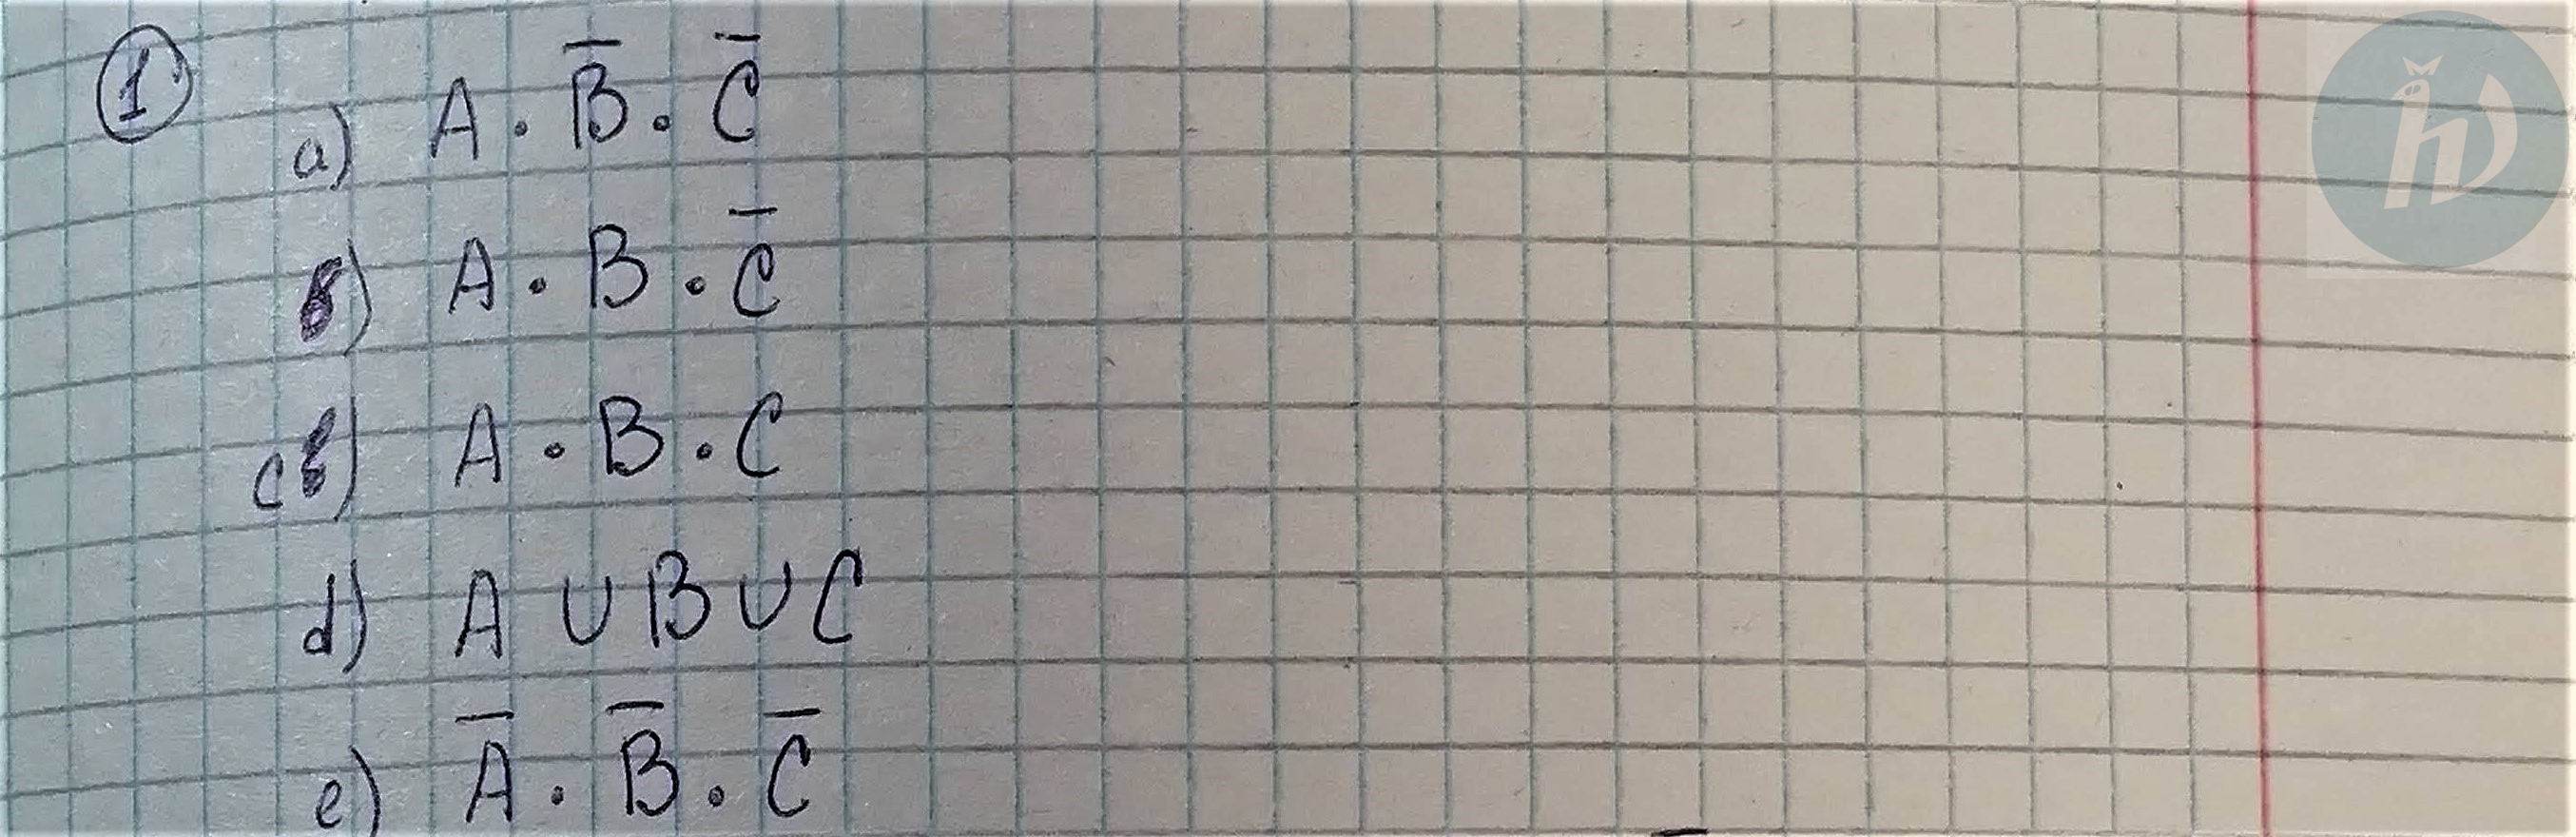 1 a) A · B̅ · C̅
b) A · B · C̅
c) A · B · C
d) A ∪ B ∪ C
e) A̅ · B̅ · C̅